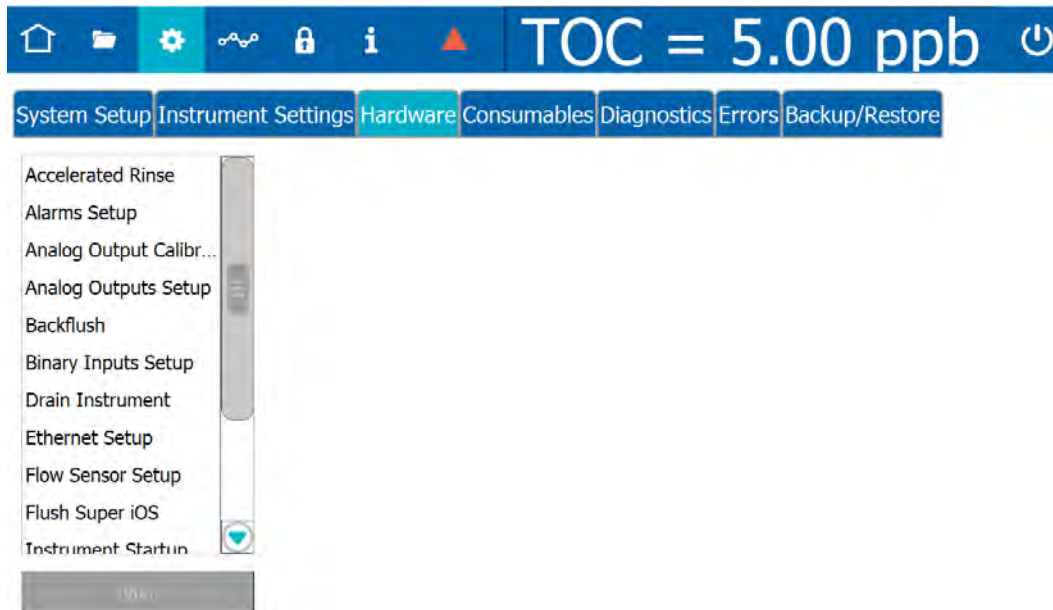 TOC = 5.00 ppb
System Setup Instrument Settings Hardware Consumables Diagnostics Errors Backup/Restore
Accelerated Rinse
Alarms Setup
Analog Output Calibr...
Analog Outputs Setup
Backflush
Binary Inputs Setup
Drain Instrument
Ethernet Setup
Flow Sensor Setup
Flush Super iOS
Instrument Startup